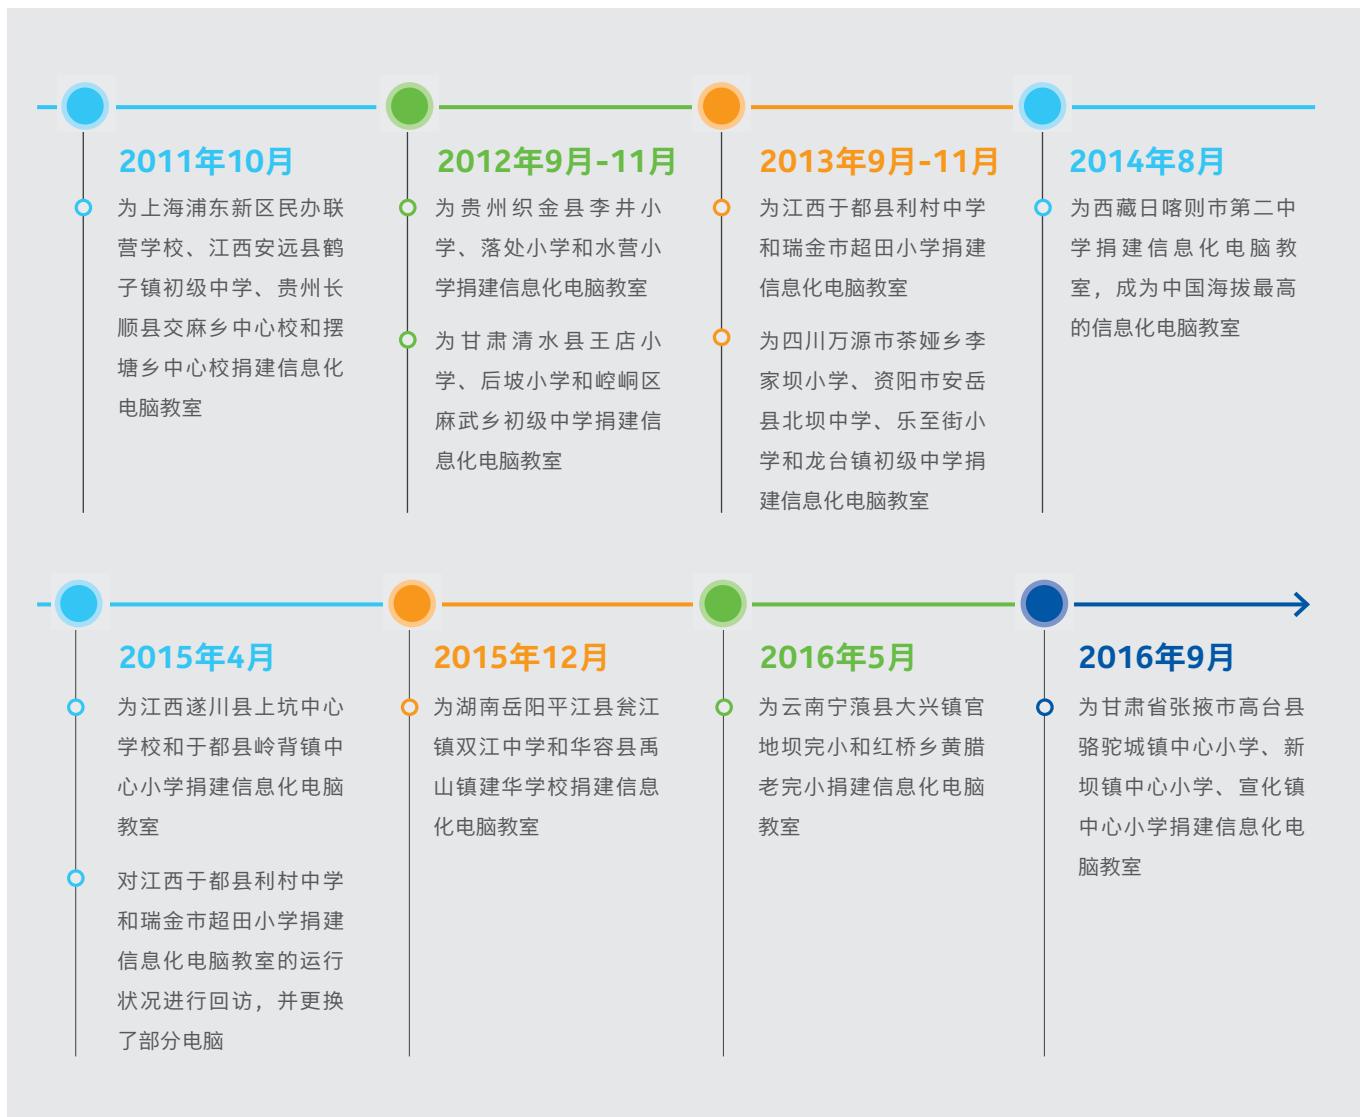 2011年10月
为上海浦东新区民办联
营学校、江西安远县鹤
子镇初级中学、贵州长
顺县交麻乡中心校和摆
塘乡中心校捐建信息化
电脑教室
2012年9月-11月
为贵州织金县李井小
学、落处小学和水营小
学捐建信息化电脑教室
为甘肃清水县王店小
学、后坡小学和崆峒区
麻武乡初级中学捐建信
息化电脑教室
2013年9月-11月
为江西于都县利村中学
和瑞金市超田小学捐建
信息化电脑教室
为四川万源市茶娅乡李
家坝小学、资阳市安岳
县北坝中学、乐至街小
学和龙台镇初级中学捐
建信息化电脑教室
2014年8月
为西藏日喀则市第二中
学捐建信息化电脑教
室，成为中国海拔最高
的信息化电脑教室
2015年4月
为江西遂川县上坑中心
学校和于都县岭背镇中
心小学捐建信息化电脑
教室
对江西于都县利村中学
和瑞金市超田小学捐建
信息化电脑教室的运行
状况进行回访，并更换
了部分电脑
2015年12月
为湖南岳阳平江县瓮江
镇双江中学和华容县禹
山镇建华学校捐建信息
化电脑教室
2016年5月
为云南宁蒗县大兴镇官
地坝完小和红桥乡黄腊
老完小捐建信息化电脑
教室
2016年9月
为甘肃省张掖市高台县
骆驼城镇中心小学、新
坝镇中心小学、宣化镇
中心小学捐建信息化电
脑教室